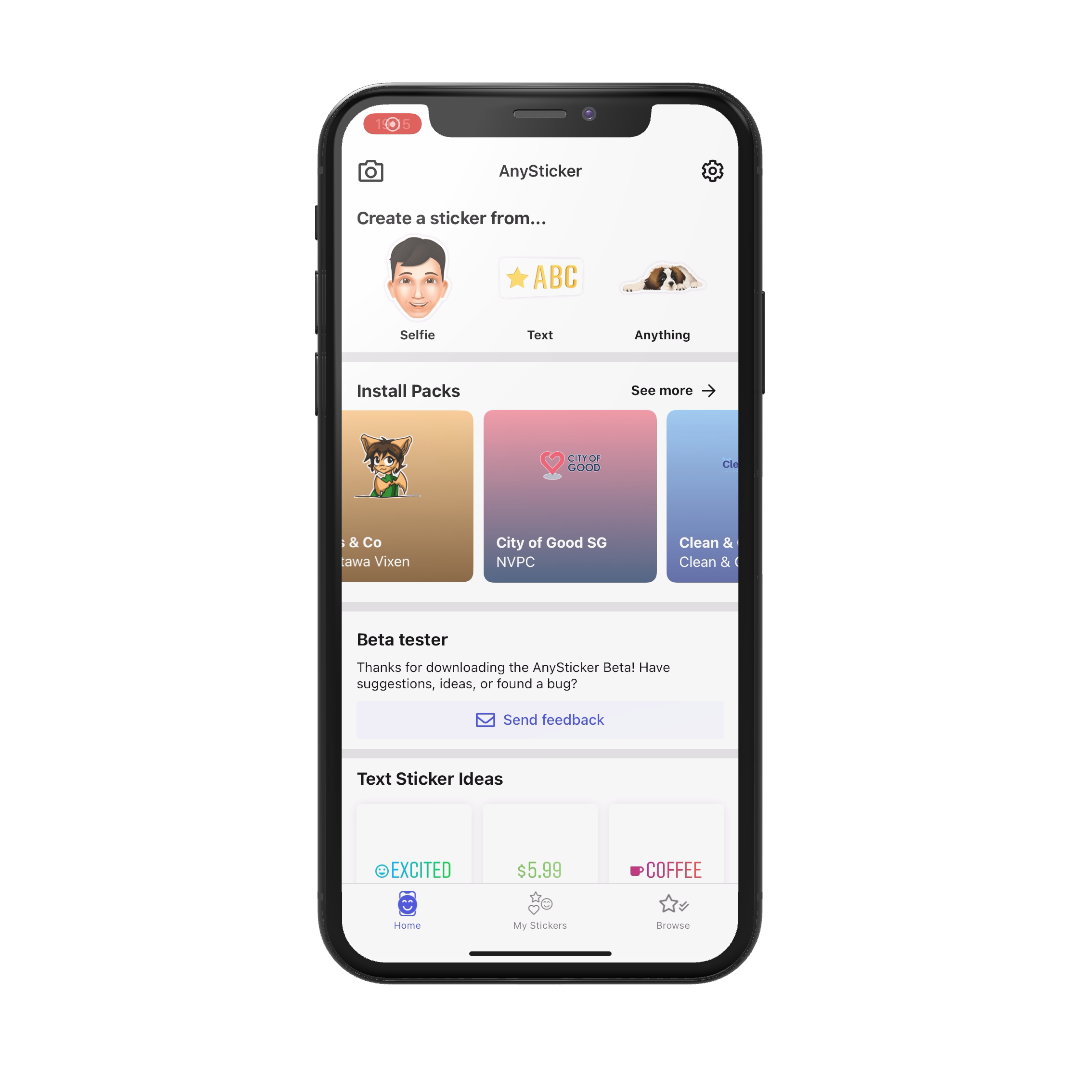 AnySticker
Create a sticker from...
ABC
Selfie
Text
Anything
Install Packs
See more
CITY OF
GOOD
s & Co
tawa Vixen
City of Good SG
NVPC
Cle
Clean &
Clean &
Beta tester
Thanks for downloading the AnySticker Beta! Have
suggestions, ideas, or found a bug?
Send feedback
Text Sticker Ideas
EXCITED
$5.99
COFFEE
Home
My Stickers
Browse